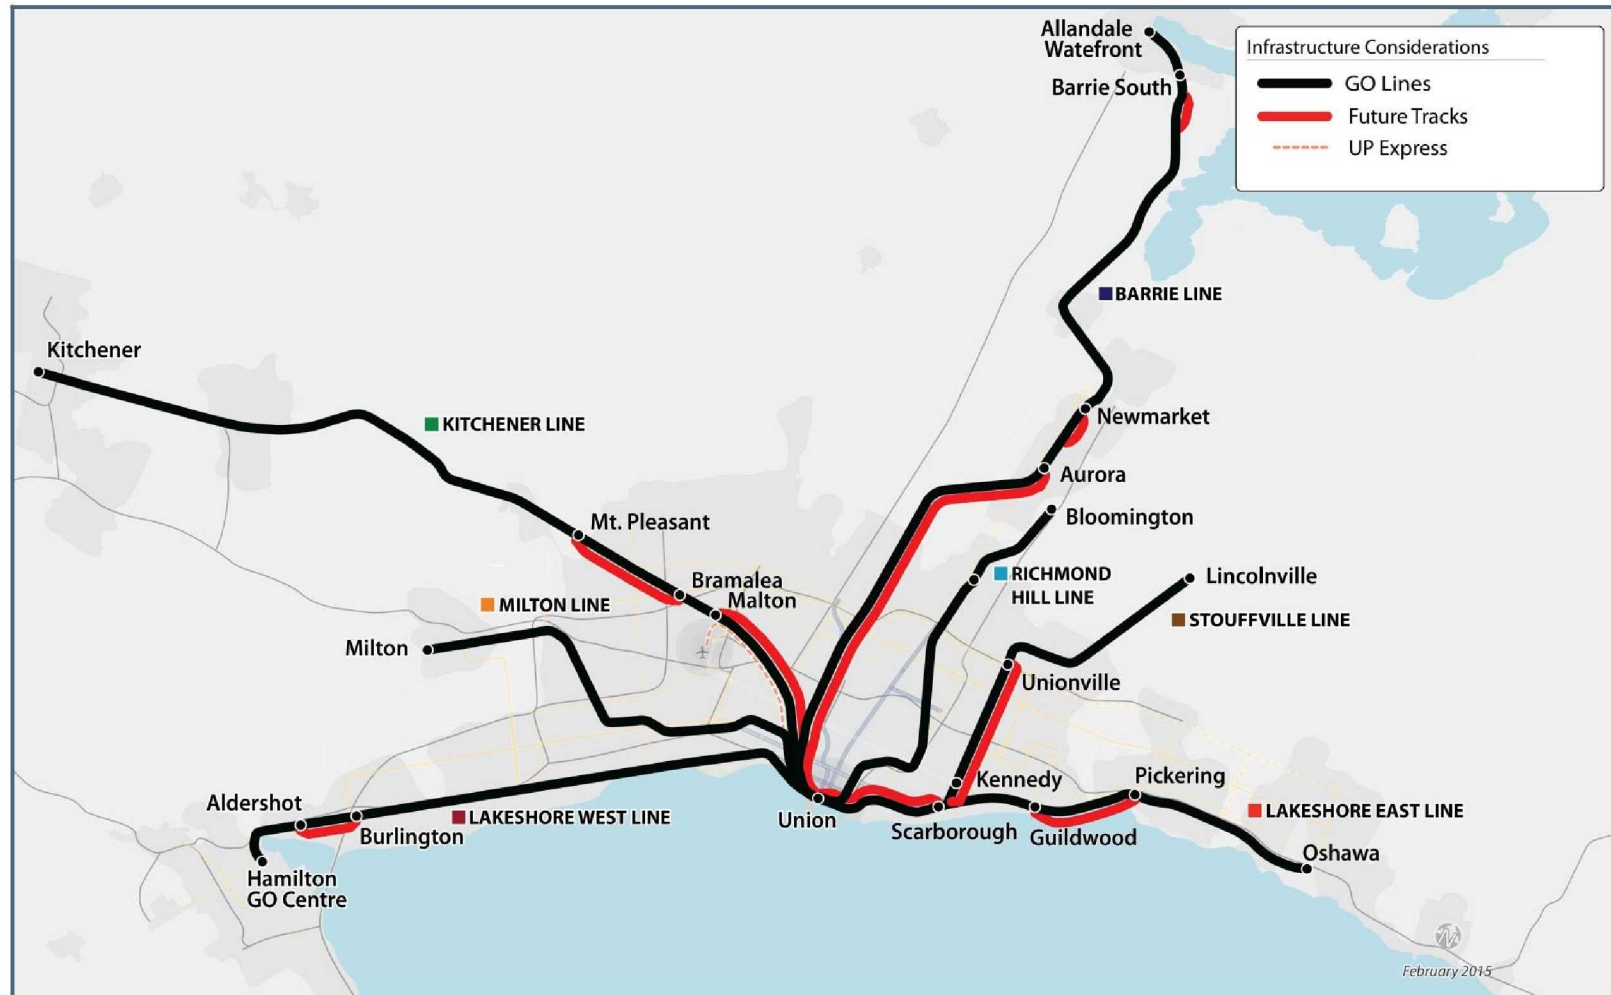 Allandale
Watefront
Barrie South
Infrastructure Considerations
GO Lines
Future Tracks
UP Express
BARRIE LINE
Kitchener
KITCHENER LINE
Newmarket
Aurora
Bloomington
Mt. Pleasant
Bramalea
Malton
RICHMOND
HILL LINE
Lincolnville
MILTON LINE
STOUFFVILLE LINE
Milton
Unionville
Kennedy
Pickering
Aldershot
Burlington
LAKESHORE WEST LINE
Union
Scarborough
Guildwood
LAKESHORE EAST LINE
Oshawa
Hamilton
GO Centre
N
February 2015